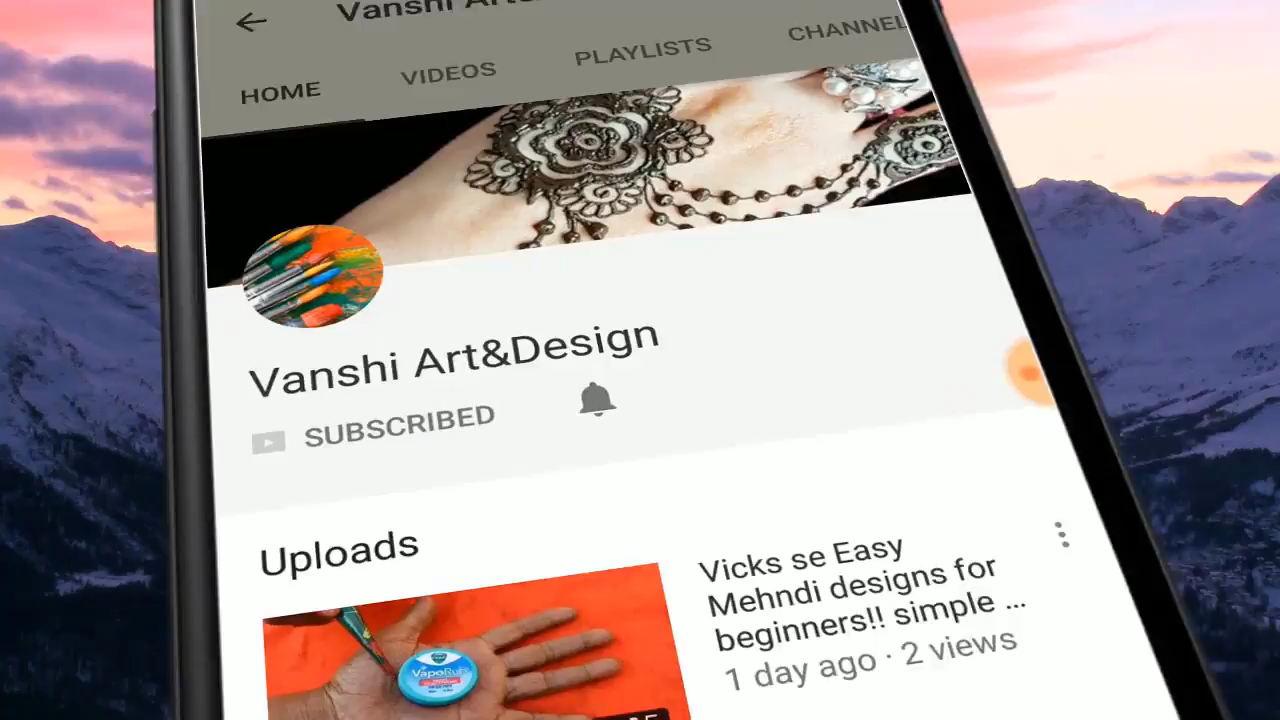 Vanshi Art&
HOME VIDEOS PLAYLISTS CHANNEL
Vanshi Art&Design
SUBSCRIBED
Uploads
Vicks se Easy
Mehndi designs for
beginners!! simple ...
1 day ago · 2 views
VapoRub